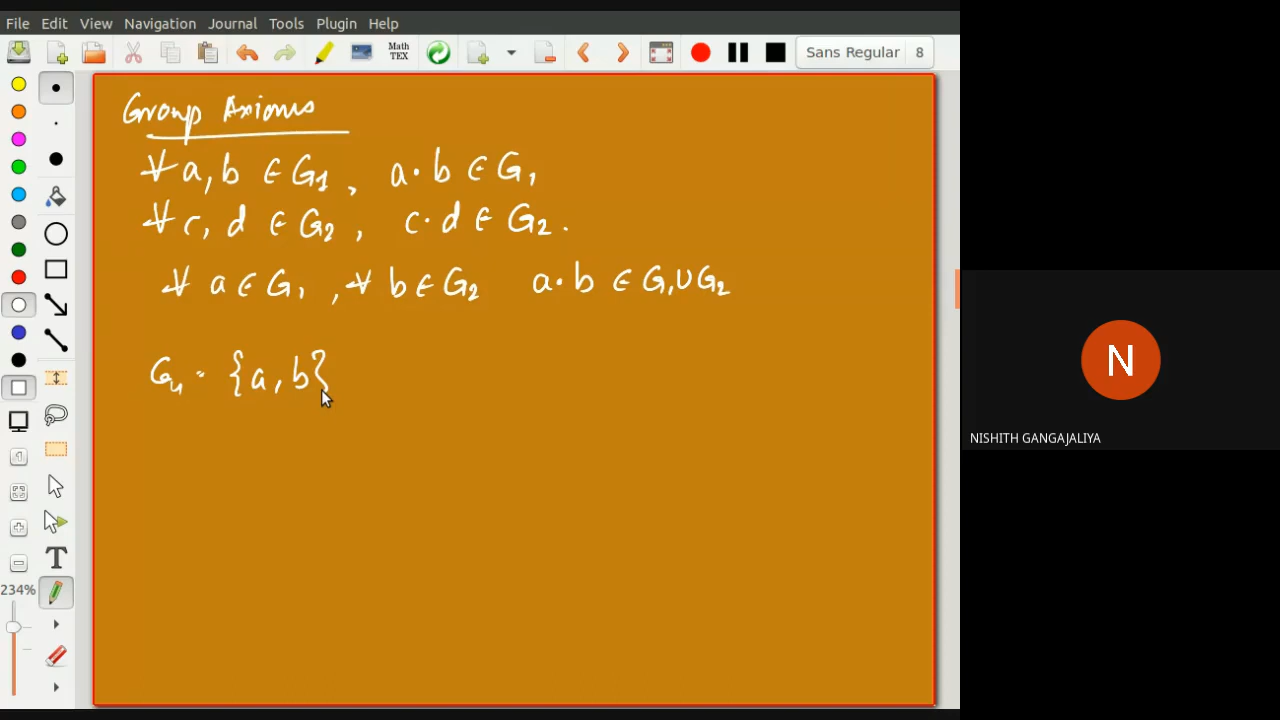 File Edit View Navigation Journal Tools Plugin Help
Math TEX Sans Regular 8
Group Axioms
∀ a, b ∈ G₁, a · b ∈ G₁
∀ c, d ∈ G₂, c · d ∈ G₂.
∀ a ∈ G₁, ∀ b ∈ G₂ a · b ∈ G₁∪G₂
= {a, b}
T
234%
N
NISHITH GANGAJALIYA